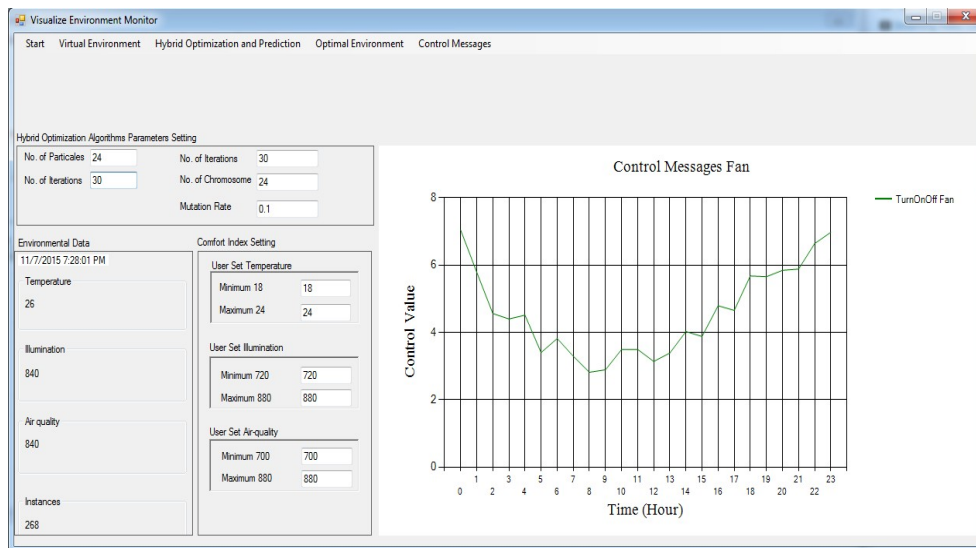 Visualize Environment Monitor
Start Virtual Environment Hybrid Optimization and Prediction Optimal Environment Control Messages
Hybrid Optimization Algorithms Parameters Setting
No. of Particales 24 No. of Iterations 30
No. of Iterations 30 No. of Chromosome 24
Mutation Rate 0.1
Environmental Data
11/7/2015 7:28:01 PM
Temperature
26
Illumination
840
Air quality
840
Instances
268
Comfort Index Setting
User Set Temperature
Minimum 18 18
Maximum 24 24
User Set Illumination
Minimum 720 720
Maximum 880 880
User Set Air-quality
Minimum 700 700
Maximum 880 880
Control Messages Fan
TurnOnOff Fan
Control Value
8
6
4
2
0
1 3 5 7 9 11 13 15 17 19 21 23
0 2 4 6 8 10 12 14 16 18 20 22
Time (Hour)